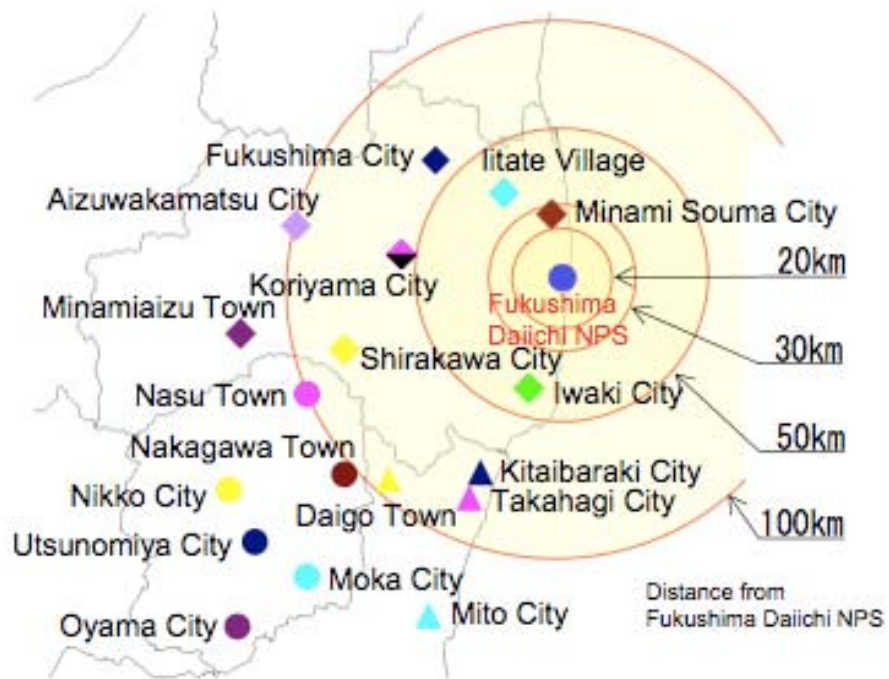 Fukushima City
Iitate Village
Aizuwakamatsu City
Minami Souma City
20km
Koriyama City
Minamiaizu Town
Fukushima
Daiichi NPS
30km
Shirakawa City
Nasu Town
Iwaki City
50km
Nakagawa Town
Kitaibaraki City
Nikko City
Daigo Town
Takahagi City
100km
Utsunomiya City
Moka City
Distance from
Fukushima Daiichi NPS
Mito City
Oyama City